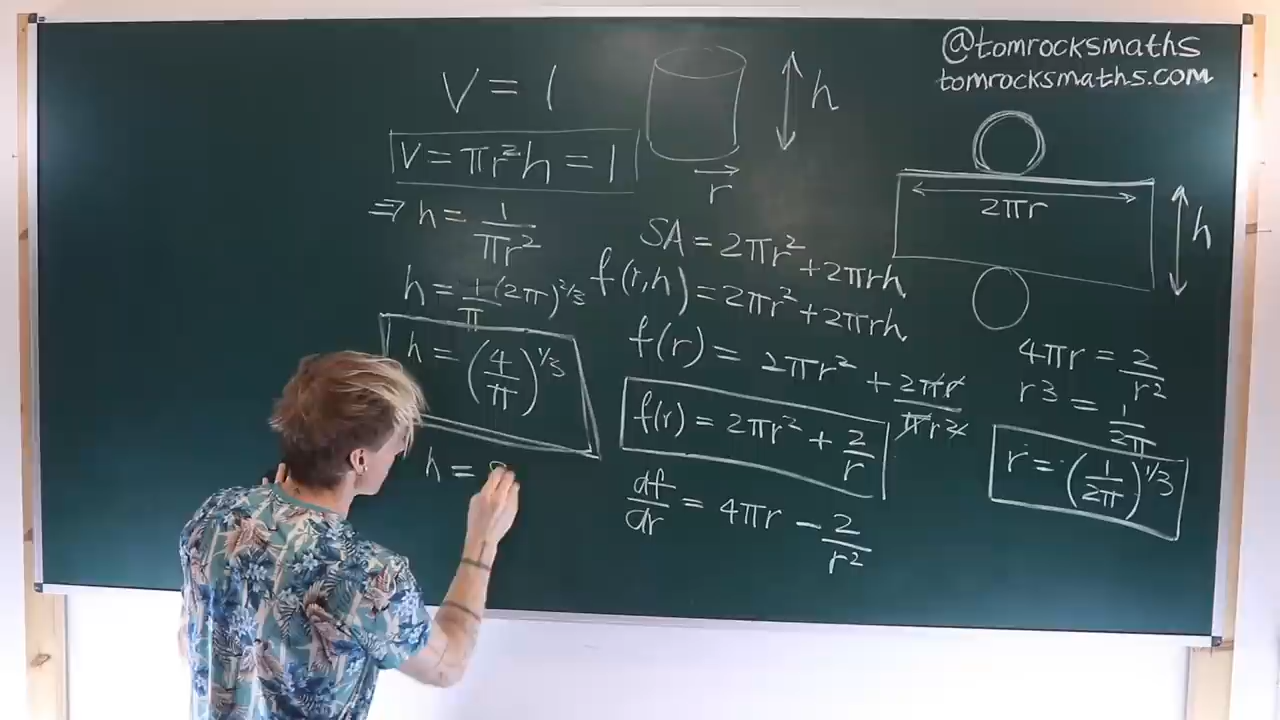 @tomrocksmaths
tomrocksmaths.com
V = 1
V = πr²h = 1
⇒ h = 1/πr²
h = 1/π (2π)^2/3
h = (4/π)^1/3
h =
h
r
SA = 2πr² + 2πrh
f(r,h) = 2πr² + 2πrh
f(r) = 2πr² + 2πr/πr²
f(r) = 2πr² + 2/r
df/dr = 4πr - 2/r²
2πr
h
4πr = 2/r²
r3 = 1/2π
r = (1/2π)^1/3